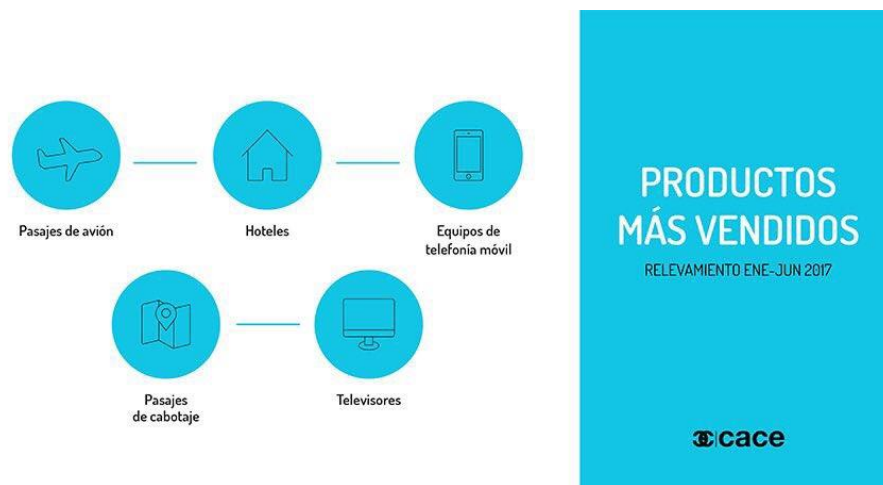 Pasajes de avión
Hoteles
Equipos de
telefonía móvil
Pasajes
de cabotaje
Televisores
PRODUCTOS
MÁS VENDIDOS
RELEVAMIENTO ENE-JUN 2017
cace